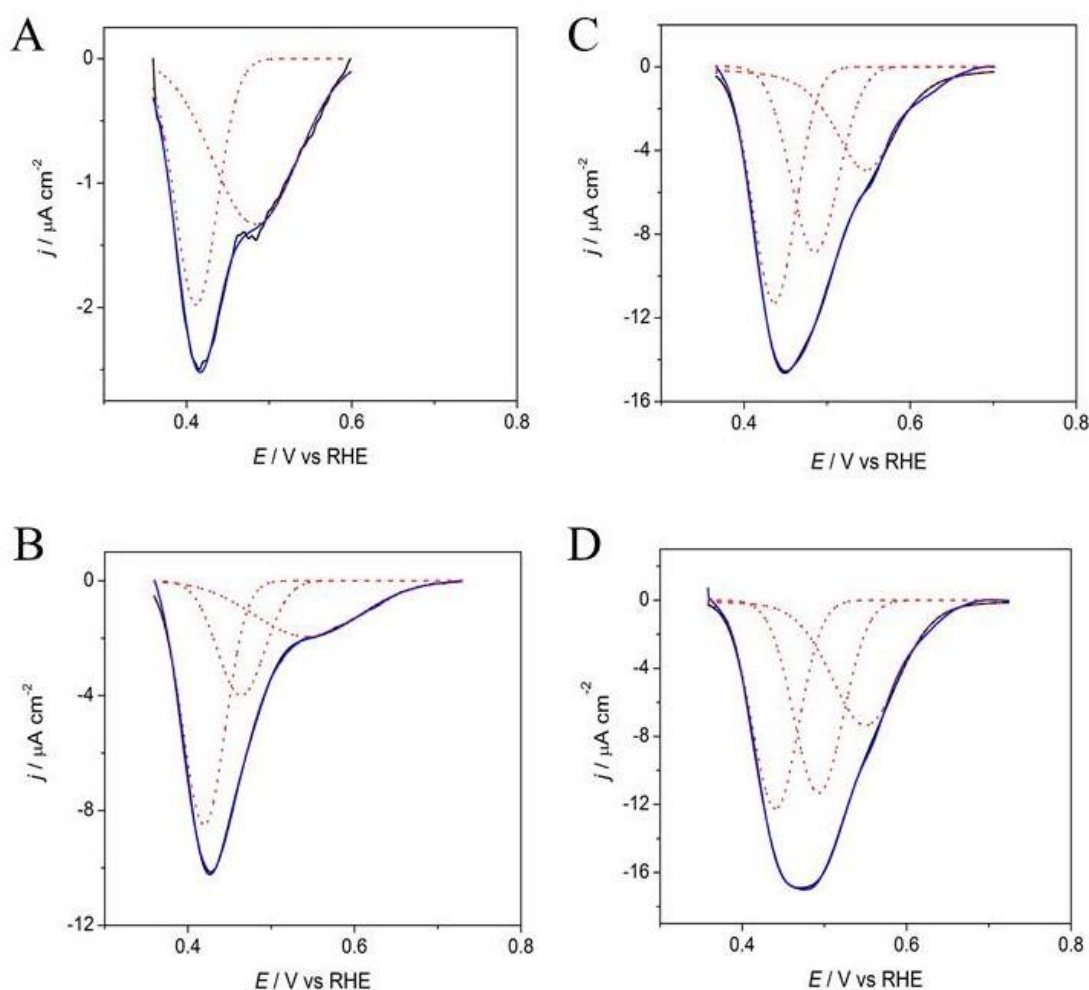 A
0
-1
-2
j / μA cm⁻²
0.4 0.6 0.8
E / V vs RHE
C
0
-4
-8
-12
-16
j / μA cm⁻²
0.4 0.6 0.8
E / V vs RHE
B
0
-4
-8
-12
j / μA cm⁻²
0.4 0.6 0.8
E / V vs RHE
D
0
-4
-8
-12
-16
j / μA cm⁻²
0.4 0.6 0.8
E / V vs RHE